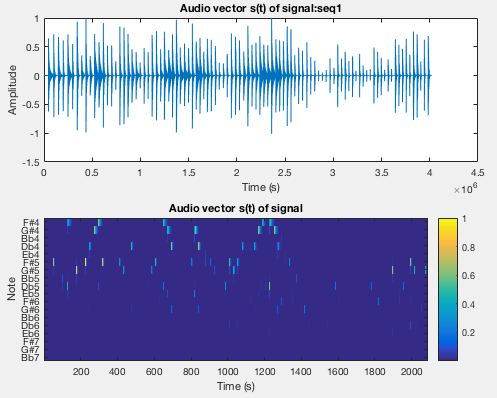 Audio vector s(t) of signal:seq1
1
0.5
0
-0.5
-1
-1.5
Amplitude
0 0.5 1 1.5 2 2.5 3 3.5 4 4.5
Time (s)
×10^6
Audio vector s(t) of signal
F#4
G#4
Bb4
Db4
Eb4
F#5
G#5
Bb5
Db5
Eb5
F#6
G#6
Bb6
Db6
Eb6
F#7
G#7
Bb7
Note
200 400 600 800 1000 1200 1400 1600 1800 2000
Time (s)
1
0.8
0.6
0.4
0.2